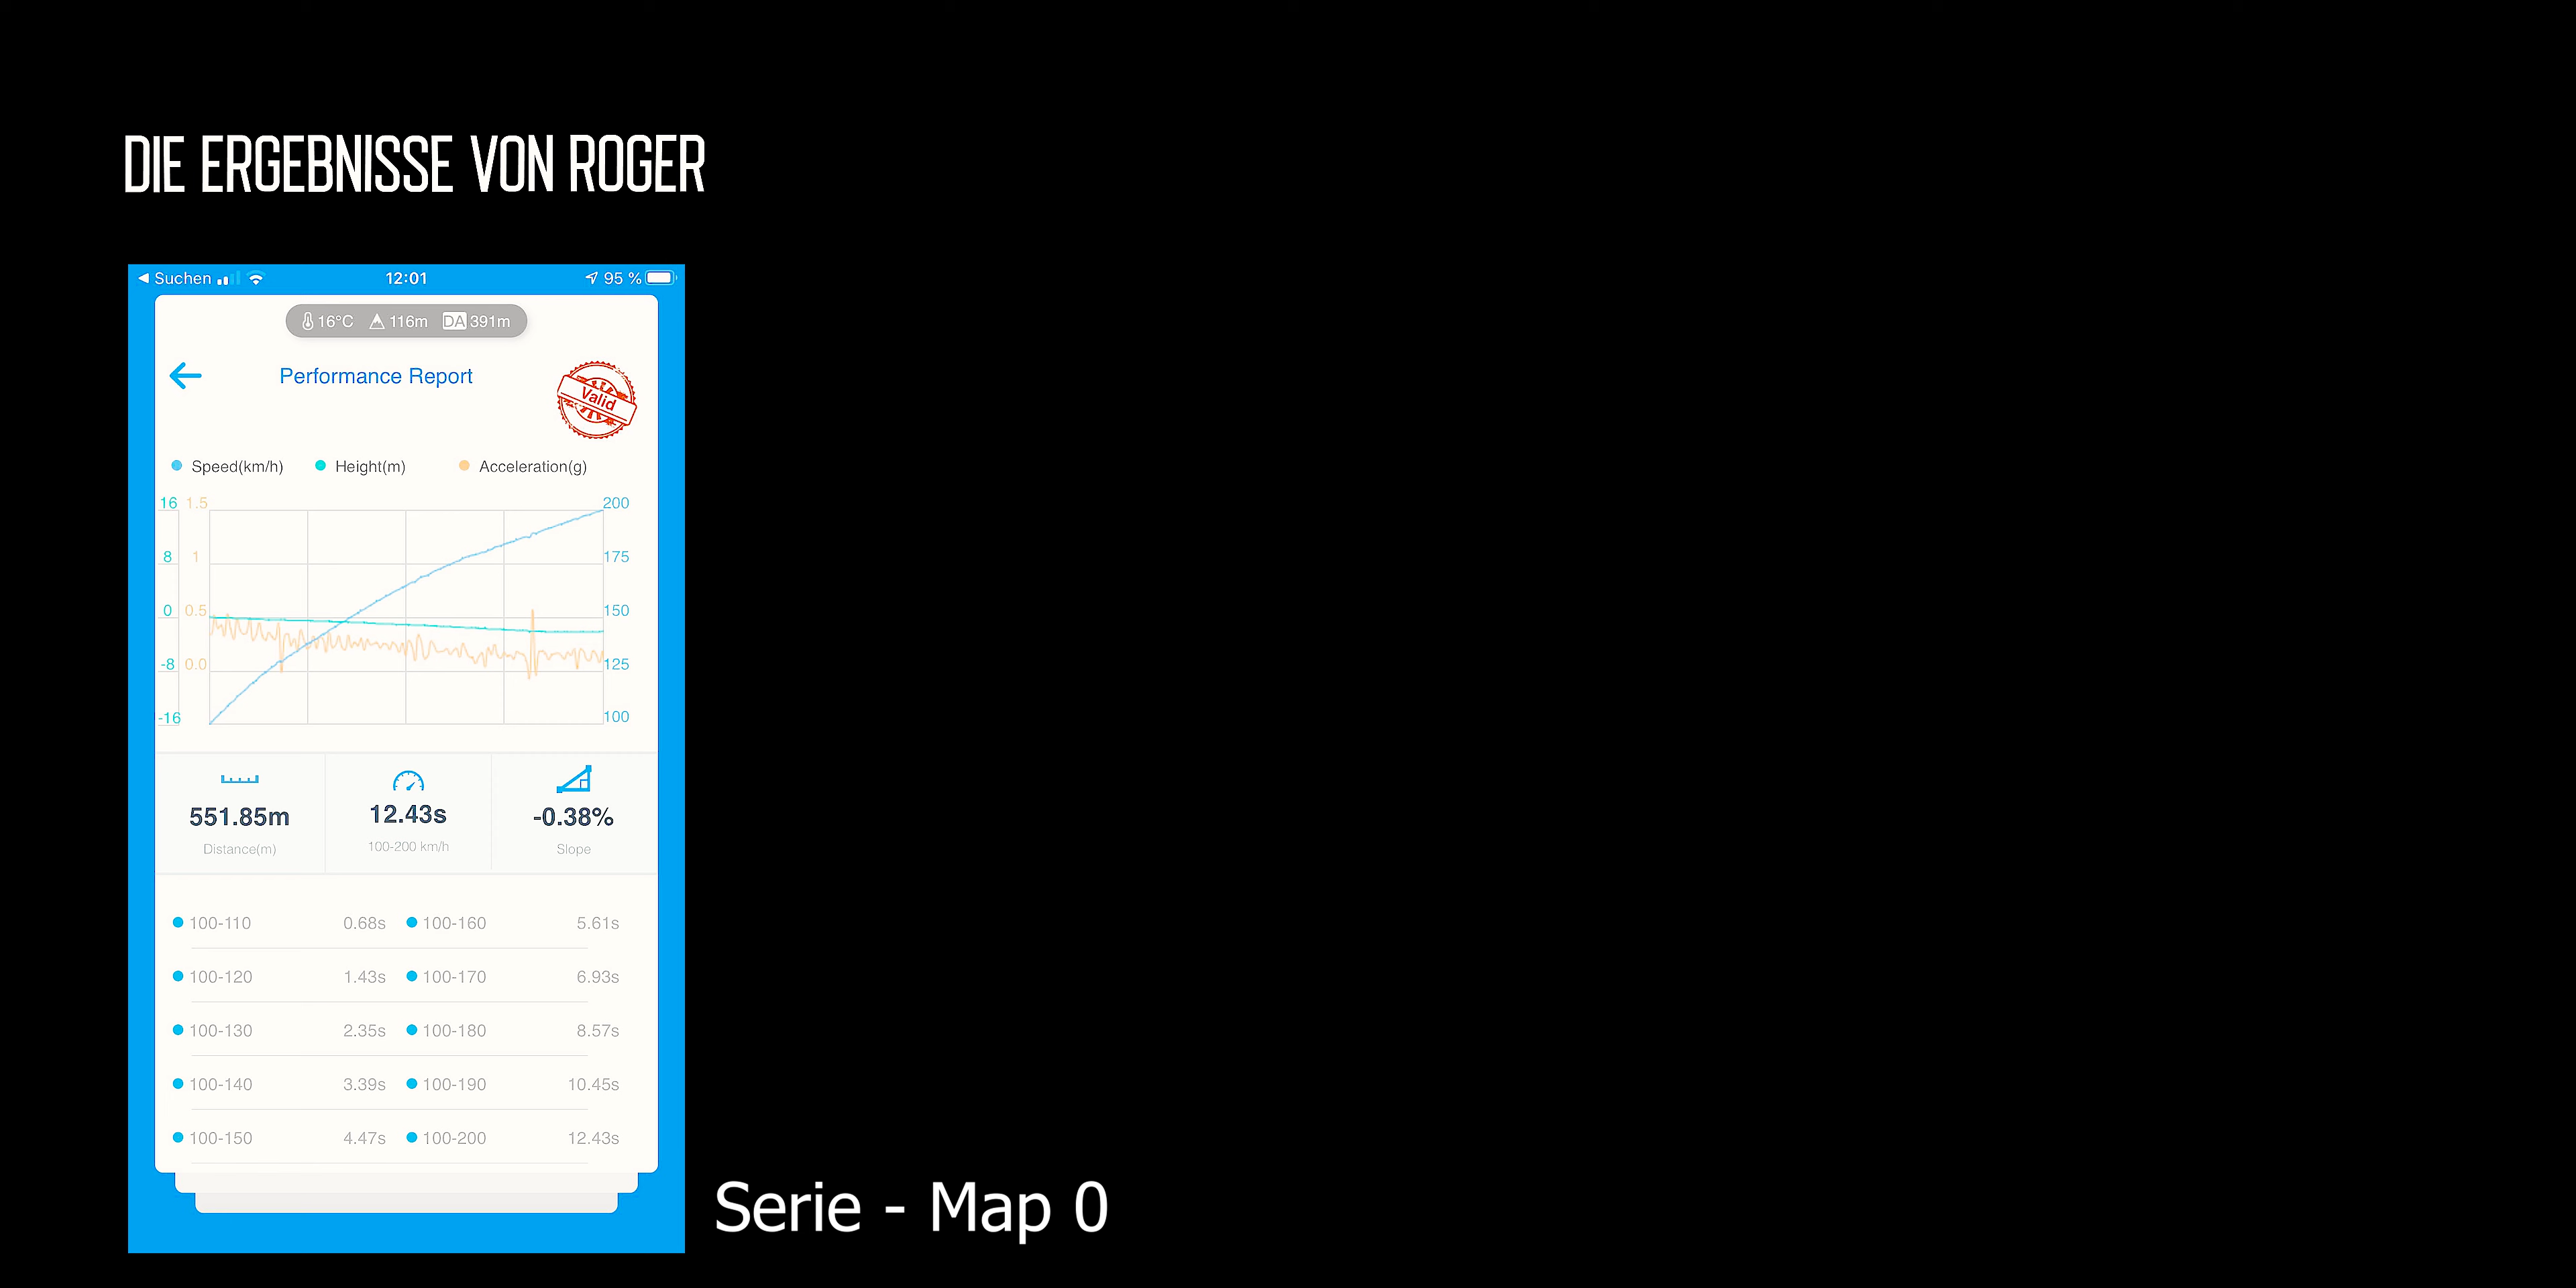 DIE ERGEBNISSE VON ROGER
Suchen 12:01 95 %
16°C 116m DA 391m
Performance Report
Valid
Speed(km/h) Height(m) Acceleration(g)
16 1.5 200
8 1 175
0 0.5 150
-8 0.0 125
-16 100
551.85m 12.43s -0.38%
Distance(m) 100-200 km/h Slope
100-110 0.68s 100-160 5.61s
100-120 1.43s 100-170 6.93s
100-130 2.35s 100-180 8.57s
100-140 3.39s 100-190 10.45s
100-150 4.47s 100-200 12.43s
Serie - Map 0